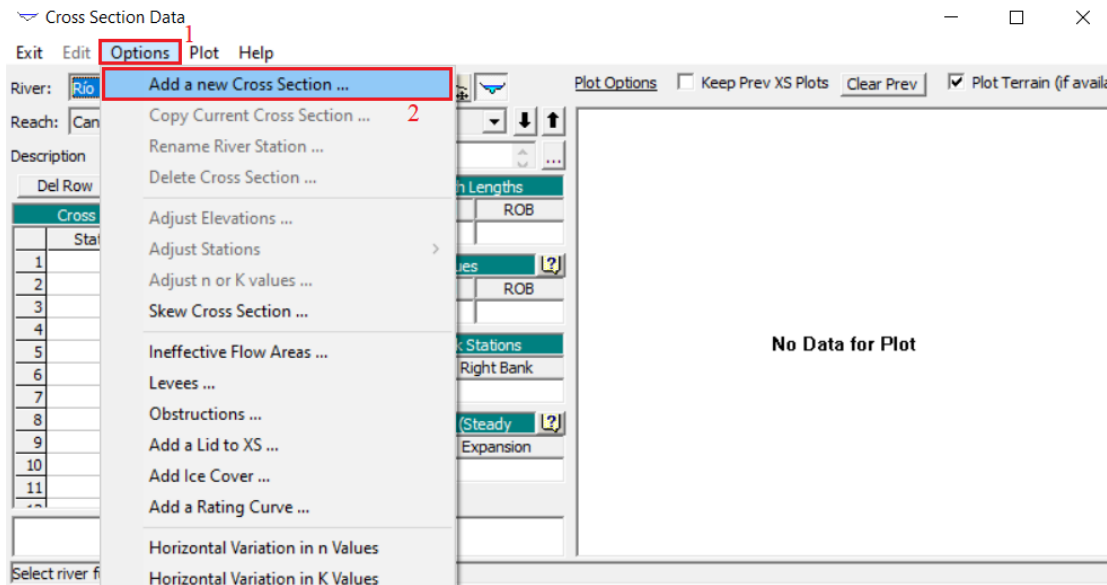 Cross Section Data
1
Exit Edit Options Plot Help
River: Río
Plot Options Keep Prev XS Plots Clear Prev Plot Terrain (if availa
Add a new Cross Section ...
Reach: Can
Copy Current Cross Section ... 2
Rename River Station ...
Description
...
Delete Cross Section ...
Del Row
h Lengths
Cross
ROB
Adjust Elevations ...
Stat
Adjust Stations
1
ues
2
Adjust n or K values ...
ROB
3
Skew Cross Section ...
4
k Stations
5
No Data for Plot
Ineffective Flow Areas ...
6
Right Bank
Levees ...
7
8
Obstructions ...
(Steady
9
Add a Lid to XS ...
Expansion
10
Add Ice Cover ...
11
Add a Rating Curve ...
Horizontal Variation in n Values
Select river f
Horizontal Variation in K Values